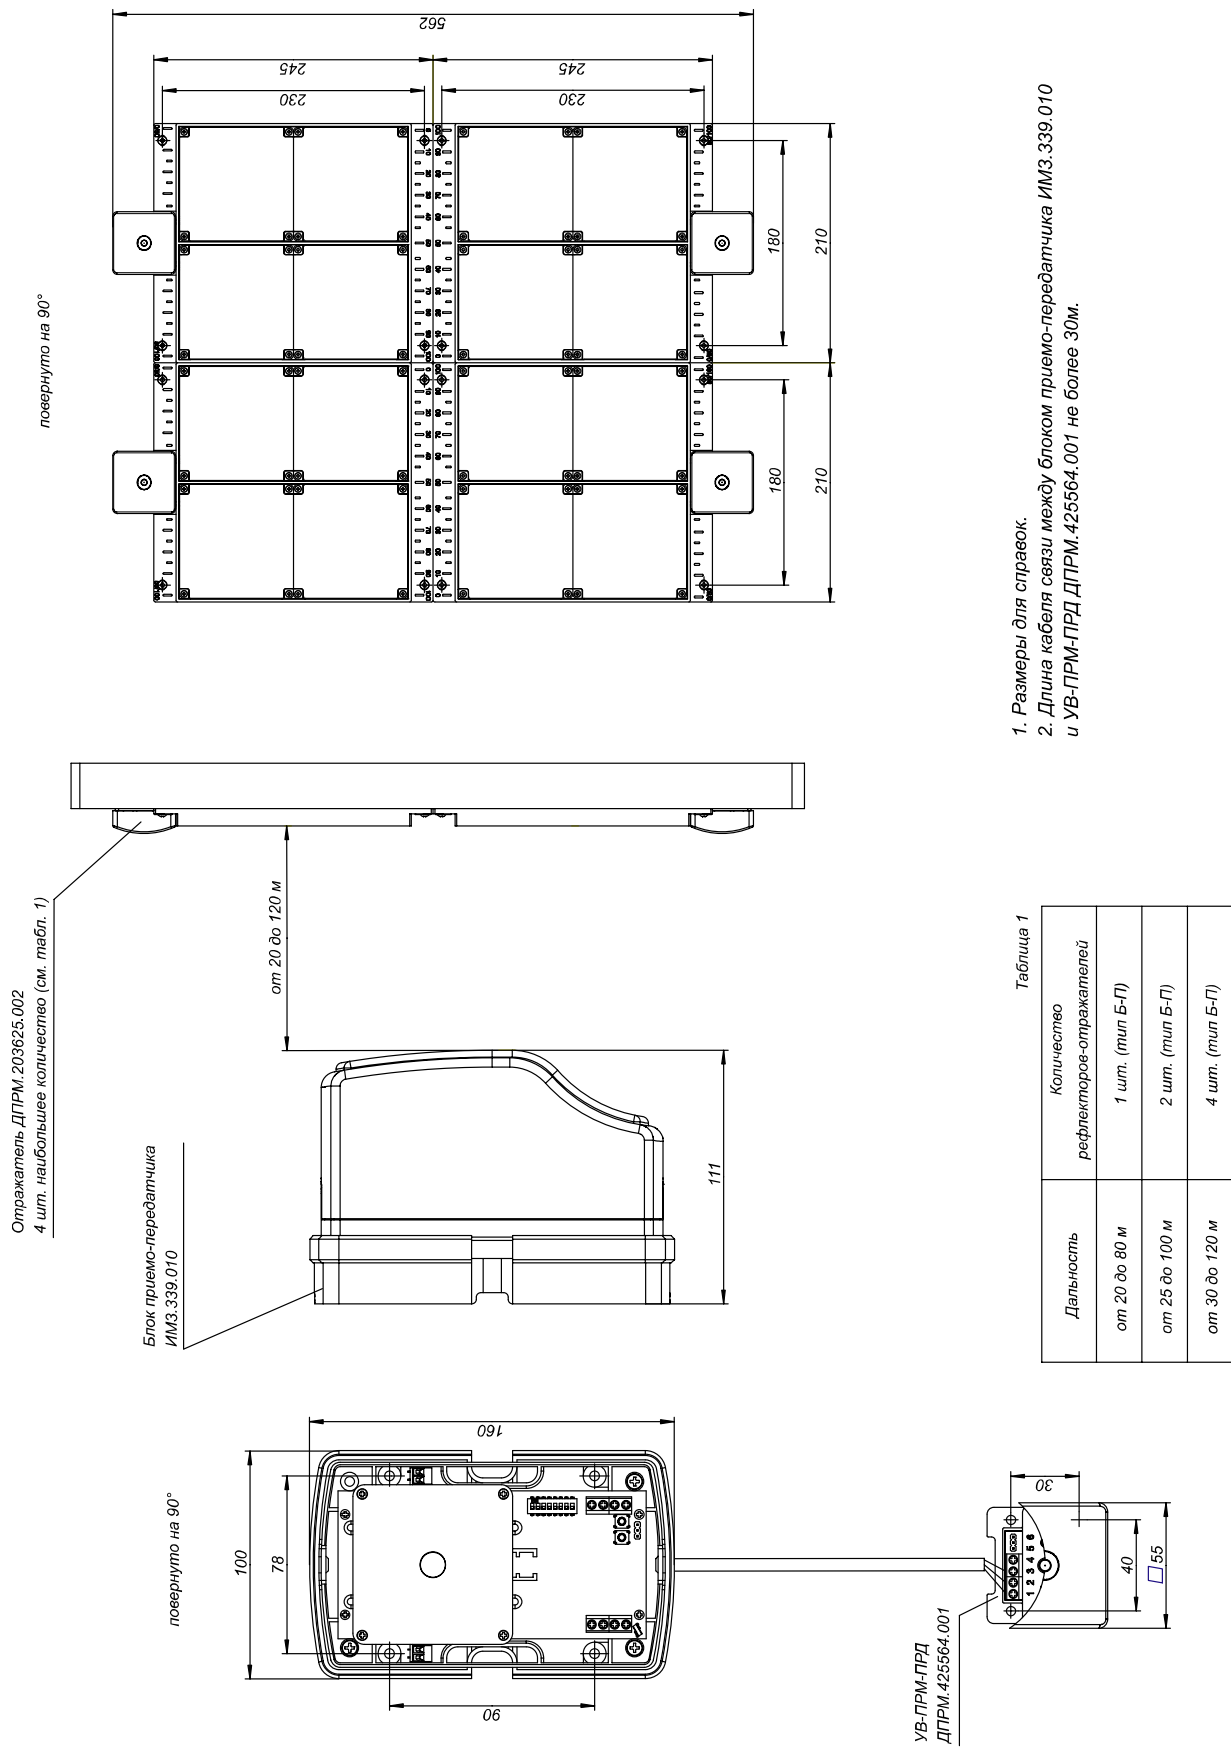 Отражатель ДПРМ.203625.002
4 шт. наибольшее количество (см. табл. 1)
Блок приемо-передатчика
ИМ3.339.010
повернуто на 90°
повернуто на 90°
100
78
160
90
111
от 20 до 120 м
562
245
245
230
230
180
180
210
210
УВ-ПРМ-ПРД
ДПРМ.425564.001
1 2 3 4 5 6
30
40
□55
Таблица 1
Дальность
Количество
рефлекторов-отражателей
от 20 до 80 м
1 шт. (тип Б-П)
от 25 до 100 м
2 шт. (тип Б-П)
от 30 до 120 м
4 шт. (тип Б-П)
1. Размеры для справок.
2. Длина кабеля связи между блоком приемо-передатчика ИМ3.339.010
и УВ-ПРМ-ПРД ДПРМ.425564.001 не более 30м.